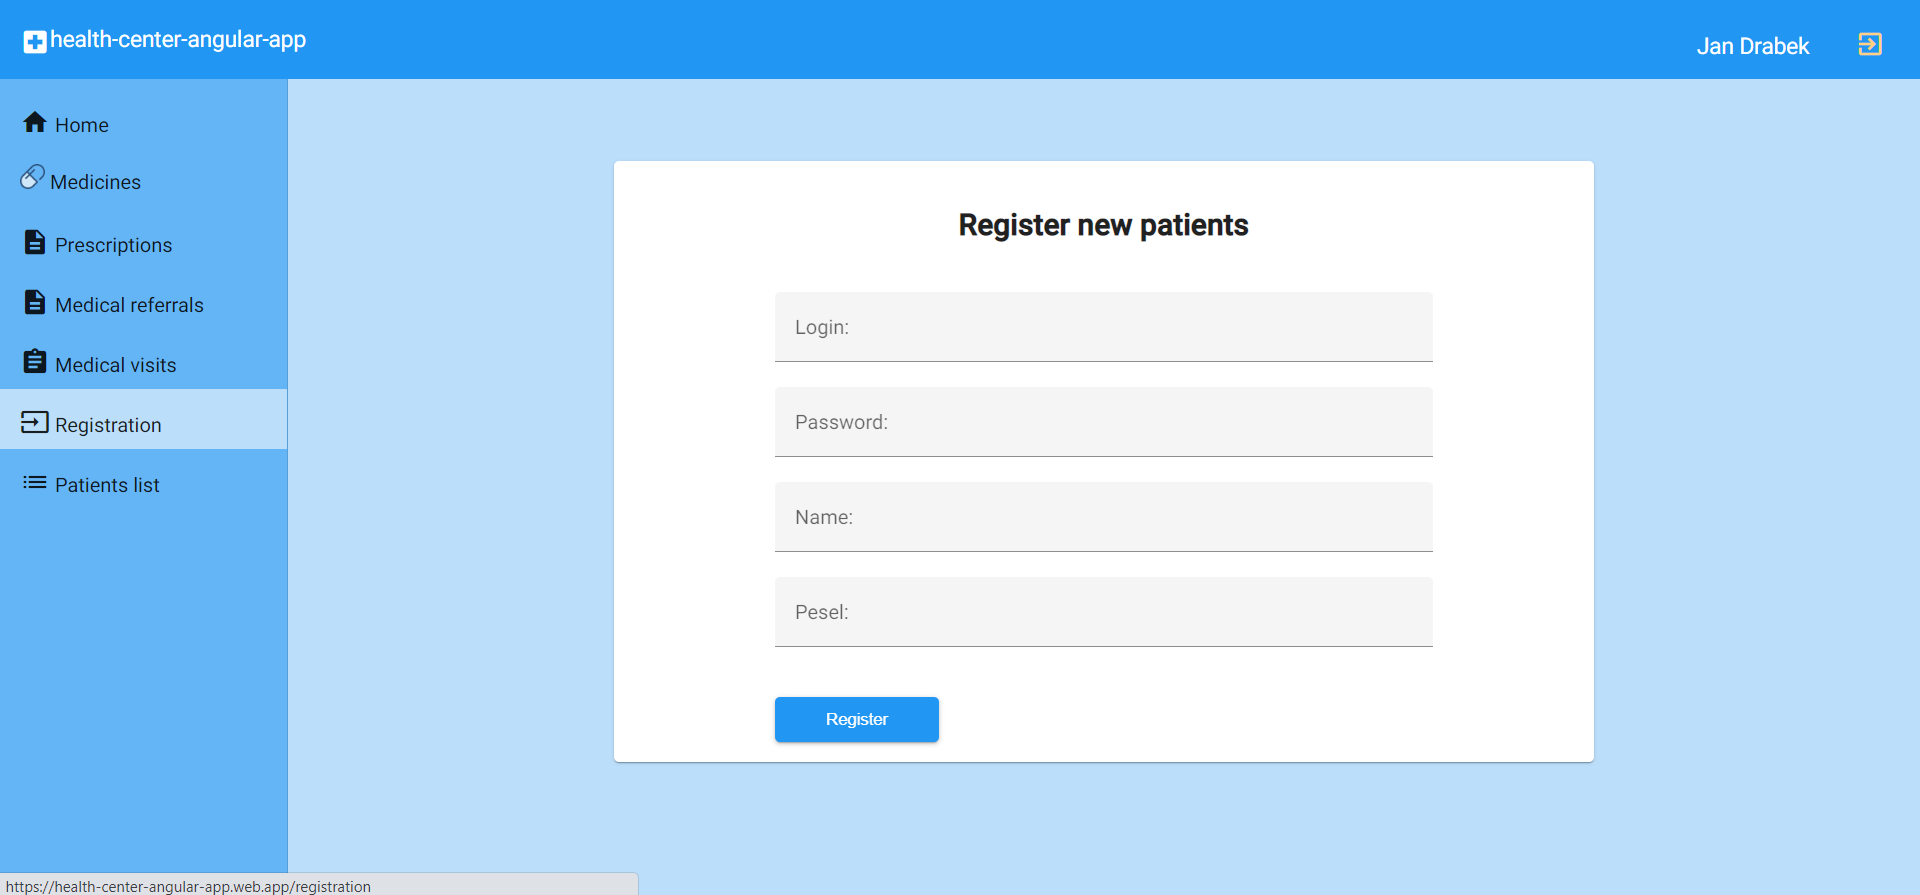 health-center-angular-app
Jan Drabek
Home
Medicines
Prescriptions
Medical referrals
Medical visits
Registration
Patients list
Register new patients
Login:
Password:
Name:
Pesel:
Register
https://health-center-angular-app.web.app/registration